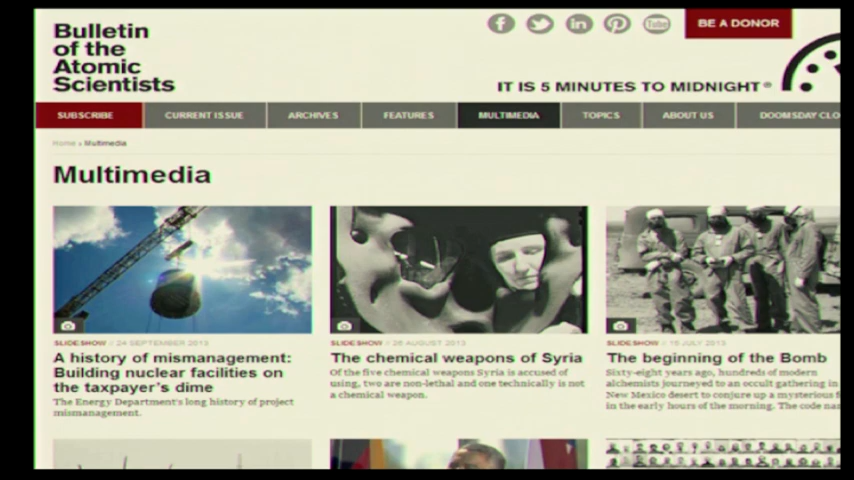 Bulletin
of the
Atomic
Scientists
BE A DONOR
IT IS 5 MINUTES TO MIDNIGHT®
SUBSCRIBE
CURRENT ISSUE
ARCHIVES
FEATURES
MULTIMEDIA
TOPICS
ABOUT US
DOOMSDAY CLO
Home » Multimedia
Multimedia
SLIDESHOW // 24 SEPTEMBER 2013
A history of mismanagement:
Building nuclear facilities on
the taxpayer's dime
The Energy Department's long history of project
mismanagement.
SLIDESHOW // 26 AUGUST 2013
The chemical weapons of Syria
Of the five chemical weapons Syria is accused of
using, two are non-lethal and one technically is not
a chemical weapon.
SLIDESHOW // 15 JULY 2013
The beginning of the Bomb
Sixty-eight years ago, hundreds of modern
alchemists journeyed to an occult gathering in
New Mexico desert to conjure up a mysterious f
in the early hours of the morning. The code nar